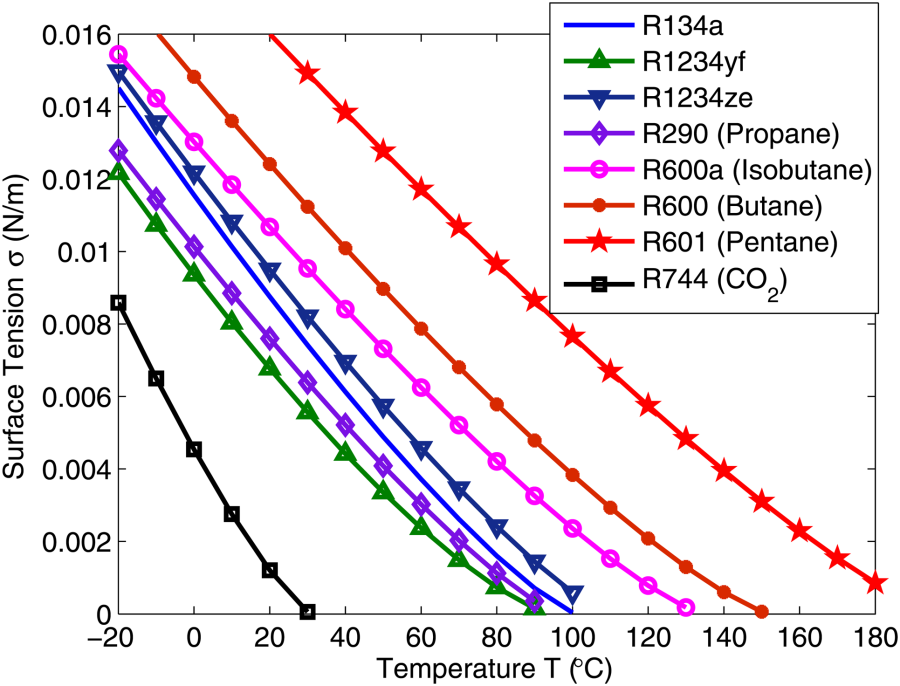 R134a
R1234yf
R1234ze
R290 (Propane)
R600a (Isobutane)
R600 (Butane)
R601 (Pentane)
R744 (CO2)
Surface Tension σ (N/m)
0.016
0.014
0.012
0.01
0.008
0.006
0.004
0.002
0
−20 0 20 40 60 80 100 120 140 160 180
Temperature T (°C)